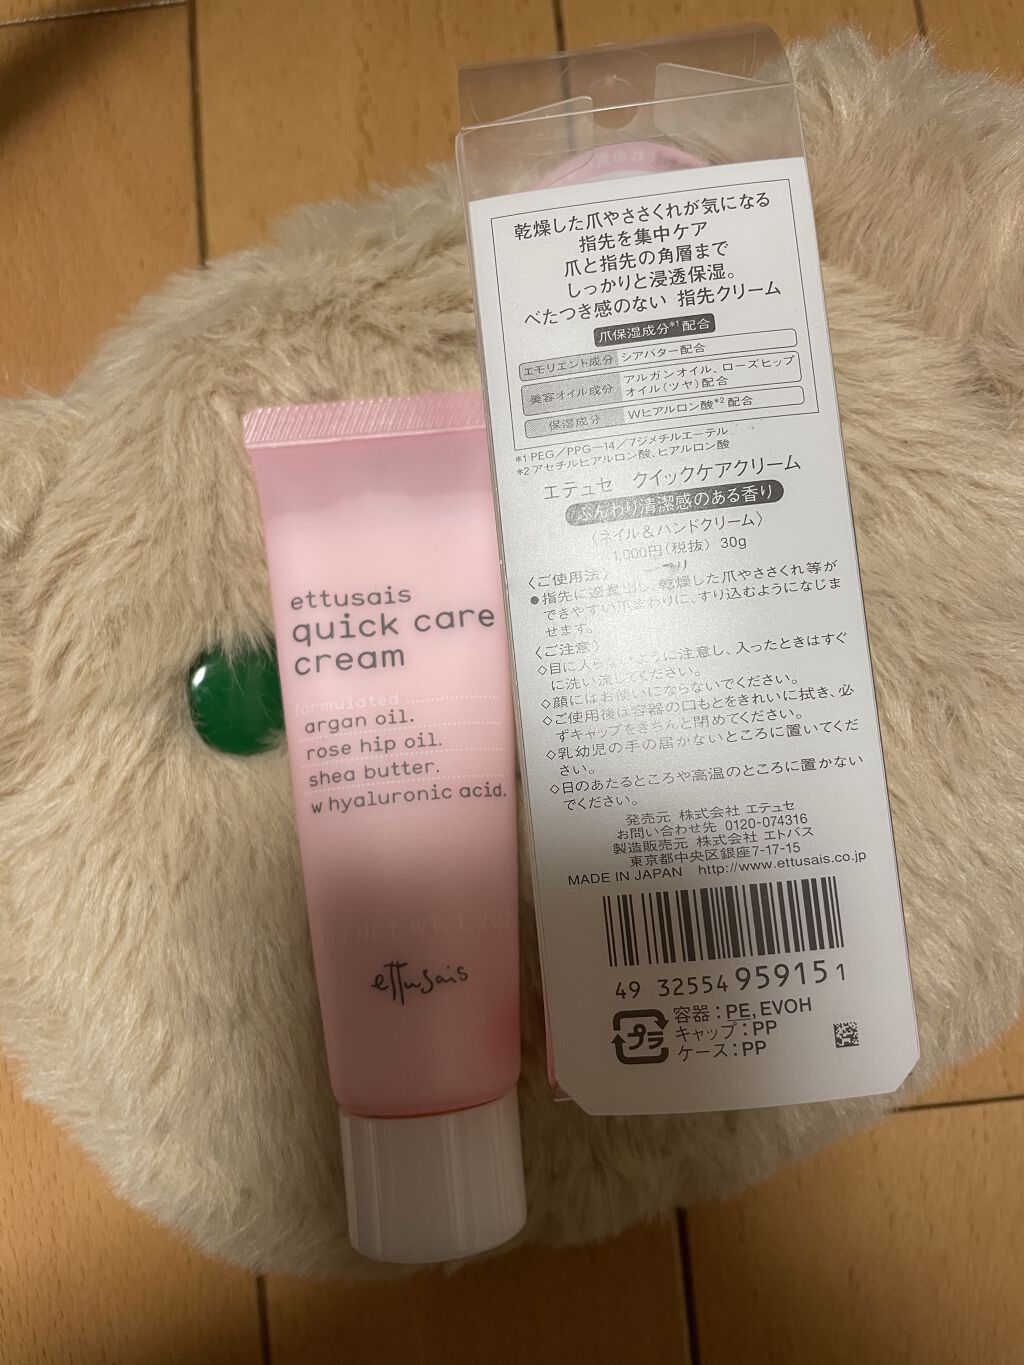 ettusais
quick care
cream
formulated
argan oil.
rose hip oil.
shea butter.
w hyaluronic acid.
NET WT. 1.2oz
ettusais
乾燥した爪やささくれが気になる
指先を集中ケア
爪と指先の角層まで
しっかりと浸透保湿。
べたつき感のない 指先クリーム
爪保湿成分*1配合
エモリエント成分 シアバター配合
美容オイル成分 アルガンオイル、ローズヒップ
オイル(ツヤ)配合
保湿成分 Wヒアルロン酸*2配合
*1 PEG/PPG-14/7ジメチルエーテル
*2 アセチルヒアルロン酸、ヒアルロン酸
エテュセ クイックケアクリーム
ふんわり清潔感のある香り
〈ネイル&ハンドクリーム〉
1,000円(税抜) 30g
〈ご使用法〉
●指先に適量出し、乾燥した爪やささくれ等が
できやすい爪まわりに、すり込むようになじま
せます。
〈ご注意〉
◇目に入らないように注意し、入ったときはすぐ
に洗い流してください。
◇顔にはお使いにならないでください。
◇ご使用後は容器の口もとをきれいに拭き、必
ずキャップをきちんと閉めてください。
◇乳幼児の手の届かないところに置いてくだ
さい。
◇日のあたるところや高温のところに置かない
でください。
発売元 株式会社 エテュセ
お問い合わせ先 0120-074316
製造販売元 株式会社 エトバス
東京都中央区銀座7-17-15
MADE IN JAPAN http://www.ettusais.co.jp
49 32554 959151
プラ
容器:PE, EVOH
キャップ:PP
ケース:PP